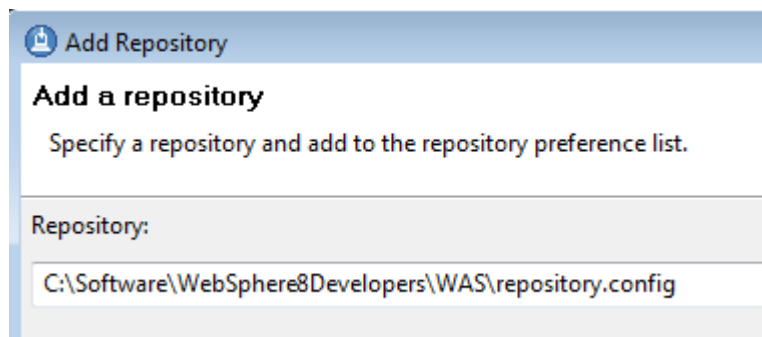 Add Repository
Add a repository
Specify a repository and add to the repository preference list.
Repository:
C:\Software\WebSphere8Developers\WAS\repository.config